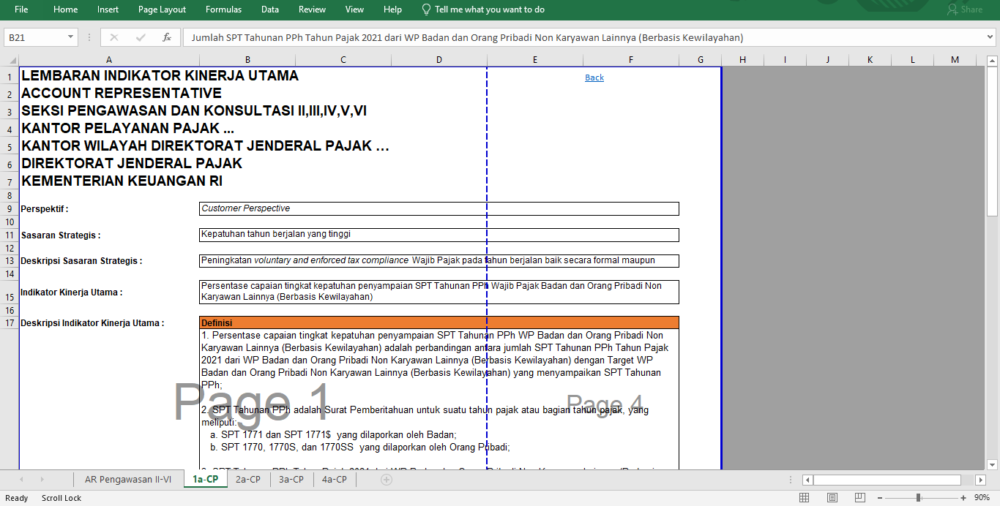 File Home Insert Page Layout Formulas Data Review View Help Tell me what you want to do Share
B21 fx Jumlah SPT Tahunan PPh Tahun Pajak 2021 dari WP Badan dan Orang Pribadi Non Karyawan Lainnya (Berbasis Kewilayahan)
A B C D E F G H I J K L M
1 LEMBARAN INDIKATOR KINERJA UTAMA Back
2 ACCOUNT REPRESENTATIVE
3 SEKSI PENGAWASAN DAN KONSULTASI II,III,IV,V,VI
4 KANTOR PELAYANAN PAJAK ...
5 KANTOR WILAYAH DIREKTORAT JENDERAL PAJAK ...
6 DIREKTORAT JENDERAL PAJAK
7 KEMENTERIAN KEUANGAN RI
8
9 Perspektif : Customer Perspective
10
11 Sasaran Strategis : Kepatuhan tahun berjalan yang tinggi
12
13 Deskripsi Sasaran Strategis : Peningkatan voluntary and enforced tax compliance Wajib Pajak pada tahun berjalan baik secara formal maupun
14
15 Indikator Kinerja Utama : Persentase capaian tingkat kepatuhan penyampaian SPT Tahunan PPh Wajib Pajak Badan dan Orang Pribadi Non
Karyawan Lainnya (Berbasis Kewilayahan)
16
17 Deskripsi Indikator Kinerja Utama : Definisi
1. Persentase capaian tingkat kepatuhan penyampaian SPT Tahunan PPh WP Badan dan Orang Pribadi Non
Karyawan Lainnya (Berbasis Kewilayahan) adalah perbandingan antara jumlah SPT Tahunan PPh Tahun Pajak
2021 dari WP Badan dan Orang Pribadi Non Karyawan Lainnya (Berbasis Kewilayahan) dengan Target WP
Badan dan Orang Pribadi Non Karyawan Lainnya (Berbasis Kewilayahan) yang menyampaikan SPT Tahunan
PPh;
Page 1 Page 4
2. SPT Tahunan PPh adalah Surat Pemberitahuan untuk suatu tahun pajak atau bagian tahun pajak, yang
meliputi:
a. SPT 1771 dan SPT 1771$ yang dilaporkan oleh Badan;
b. SPT 1770, 1770S, dan 1770SS yang dilaporkan oleh Orang Pribadi;
AR Pengawasan II-VI 1a-CP 2a-CP 3a-CP 4a-CP
Ready Scroll Lock 90%